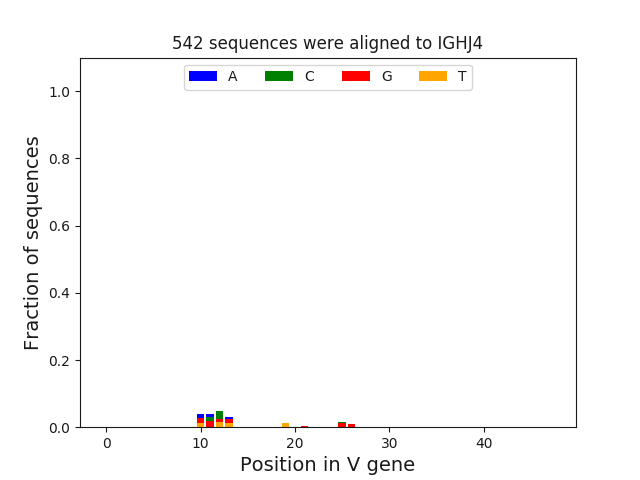 542 sequences were aligned to IGHJ4
A C G T
1.0
0.8
0.6
0.4
0.2
0.0
Fraction of sequences
0 10 20 30 40
Position in V gene